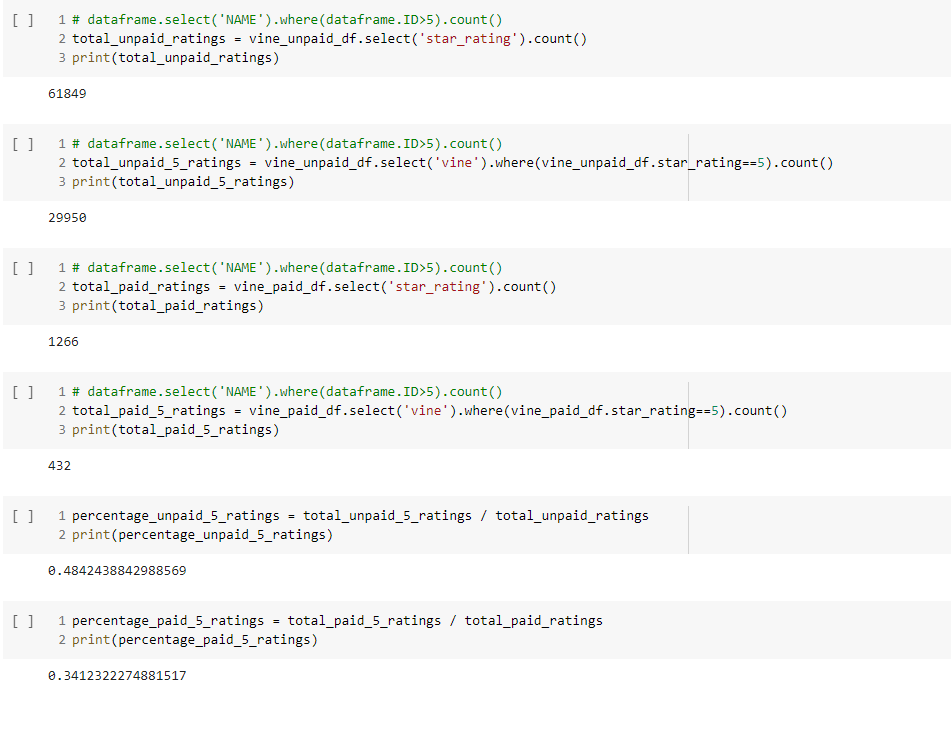 [ ] 1 # dataframe.select('NAME').where(dataframe.ID>5).count()
2 total_unpaid_ratings = vine_unpaid_df.select('star_rating').count()
3 print(total_unpaid_ratings)
61849
[ ] 1 # dataframe.select('NAME').where(dataframe.ID>5).count()
2 total_unpaid_5_ratings = vine_unpaid_df.select('vine').where(vine_unpaid_df.star_rating==5).count()
3 print(total_unpaid_5_ratings)
29950
[ ] 1 # dataframe.select('NAME').where(dataframe.ID>5).count()
2 total_paid_ratings = vine_paid_df.select('star_rating').count()
3 print(total_paid_ratings)
1266
[ ] 1 # dataframe.select('NAME').where(dataframe.ID>5).count()
2 total_paid_5_ratings = vine_paid_df.select('vine').where(vine_paid_df.star_rating==5).count()
3 print(total_paid_5_ratings)
432
[ ] 1 percentage_unpaid_5_ratings = total_unpaid_5_ratings / total_unpaid_ratings
2 print(percentage_unpaid_5_ratings)
0.4842438842988569
[ ] 1 percentage_paid_5_ratings = total_paid_5_ratings / total_paid_ratings
2 print(percentage_paid_5_ratings)
0.3412322274881517